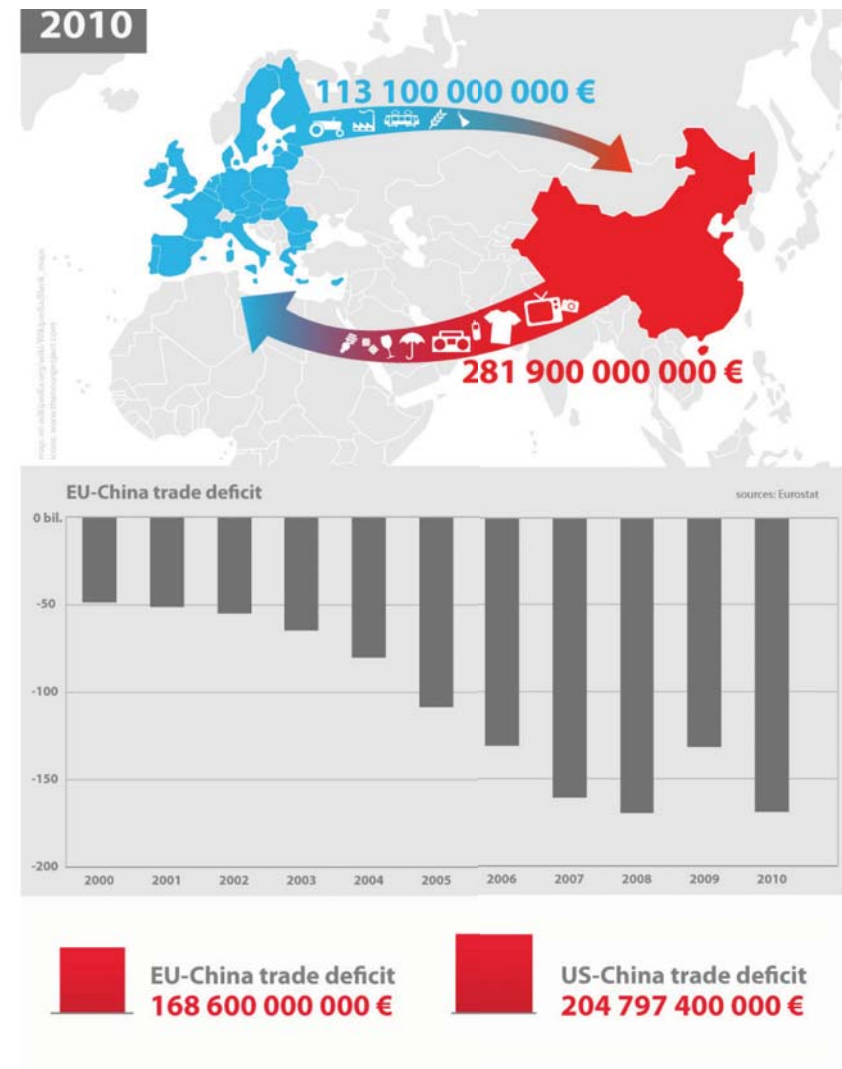 2010
113 100 000 000 €
281 900 000 000 €
EU-China trade deficit
sources: Eurostat
0 bil.
-50
-100
-150
-200
2000 2001 2002 2003 2004 2005 2006 2007 2008 2009 2010
EU-China trade deficit
168 600 000 000 €
US-China trade deficit
204 797 400 000 €